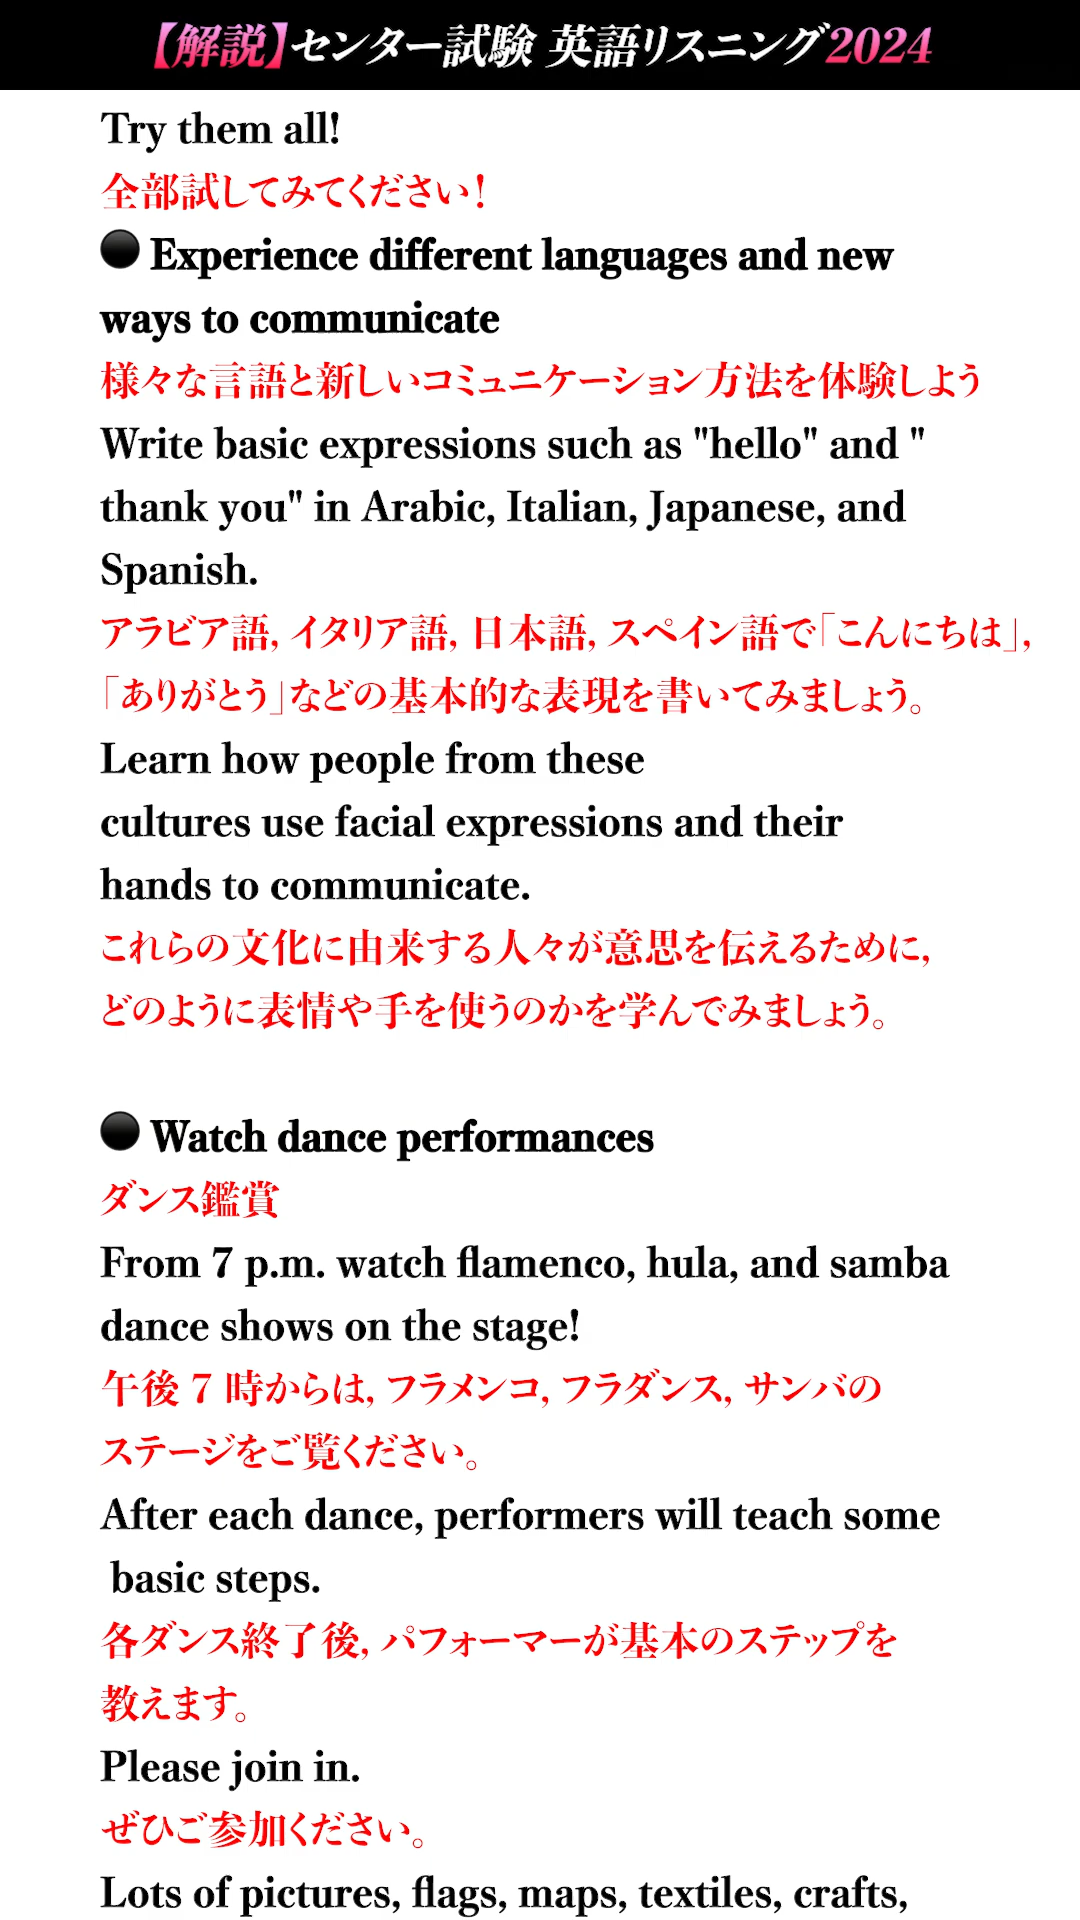 【解説】センター試験 英語リスニング2024
Try them all!
全部試してみてください！
● Experience different languages and new
ways to communicate
様々な言語と新しいコミュニケーション方法を体験しよう
Write basic expressions such as "hello" and "
thank you" in Arabic, Italian, Japanese, and
Spanish.
アラビア語, イタリア語, 日本語, スペイン語で「こんにちは」,
「ありがとう」などの基本的な表現を書いてみましょう。
Learn how people from these
cultures use facial expressions and their
hands to communicate.
これらの文化に由来する人々が意思を伝えるために,
どのように表情や手を使うのかを学んでみましょう。
● Watch dance performances
ダンス鑑賞
From 7 p.m. watch flamenco, hula, and samba
dance shows on the stage!
午後 7 時からは, フラメンコ, フラダンス, サンバの
ステージをご覧ください。
After each dance, performers will teach some
basic steps.
各ダンス終了後, パフォーマーが基本のステップを
教えます。
Please join in.
ぜひご参加ください。
Lots of pictures, flags, maps, textiles, crafts,